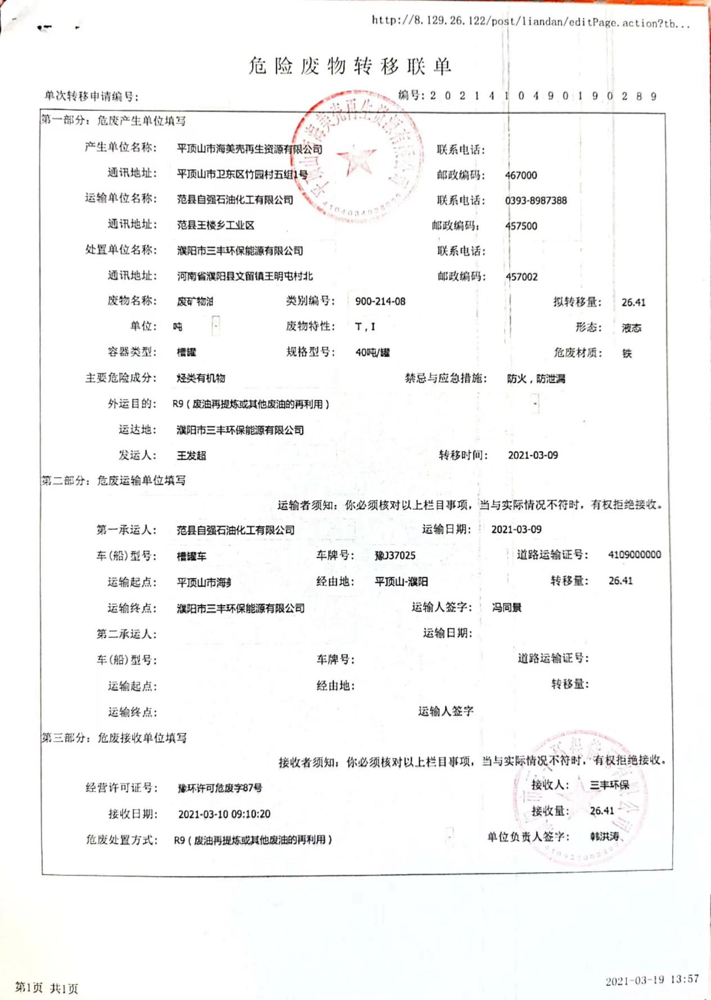 http://8.129.26.122/post/liandan/editPage.action?tb...
危险废物转移联单
单次转移申请编号: 编号:2021410490190289
第一部分: 危废产生单位填写
产生单位名称: 平顶山市海美壳再生资源有限公司 联系电话:
通讯地址: 平顶山市卫东区竹园村五组1号 邮政编码: 467000
运输单位名称: 范县自强石油化工有限公司 联系电话: 0393-8987388
通讯地址: 范县王楼乡工业区 邮政编码: 457500
处置单位名称: 濮阳市三丰环保能源有限公司 联系电话:
通讯地址: 河南省濮阳县文留镇王明屯村北 邮政编码: 457002
废物名称: 废矿物油 类别编号: 900-214-08 拟转移量: 26.41
单位: 吨 废物特性: T,I 形态: 液态
容器类型: 槽罐 规格型号: 40吨/罐 危废材质: 铁
主要危险成分: 烃类有机物 禁忌与应急措施: 防火,防泄漏
外运目的: R9(废油再提炼或其他废油的再利用)
运达地: 濮阳市三丰环保能源有限公司
发运人: 王发超 转移时间: 2021-03-09
第二部分: 危废运输单位填写
运输者须知: 你必须核对以上栏目事项, 当与实际情况不符时, 有权拒绝接收。
第一承运人: 范县自强石油化工有限公司 运输日期: 2021-03-09
车(船)型号: 槽罐车 车牌号: 豫J37025 道路运输证号: 4109000000
运输起点: 平顶山市海美 经由地: 平顶山-濮阳 转移量: 26.41
运输终点: 濮阳市三丰环保能源有限公司 运输人签字: 冯同景
第二承运人: 运输日期:
车(船)型号: 车牌号: 道路运输证号:
运输起点: 经由地: 转移量:
运输终点: 运输人签字
第三部分: 危废接收单位填写
接收者须知: 你必须核对以上栏目事项, 当与实际情况不符时, 有权拒绝接收。
经营许可证号: 豫环许可危废字87号 接收人: 三丰环保
接收日期: 2021-03-10 09:10:20 接收量: 26.41
危废处置方式: R9(废油再提炼或其他废油的再利用) 单位负责人签字: 韩洪涛
第1页 共1页 2021-03-19 13:57